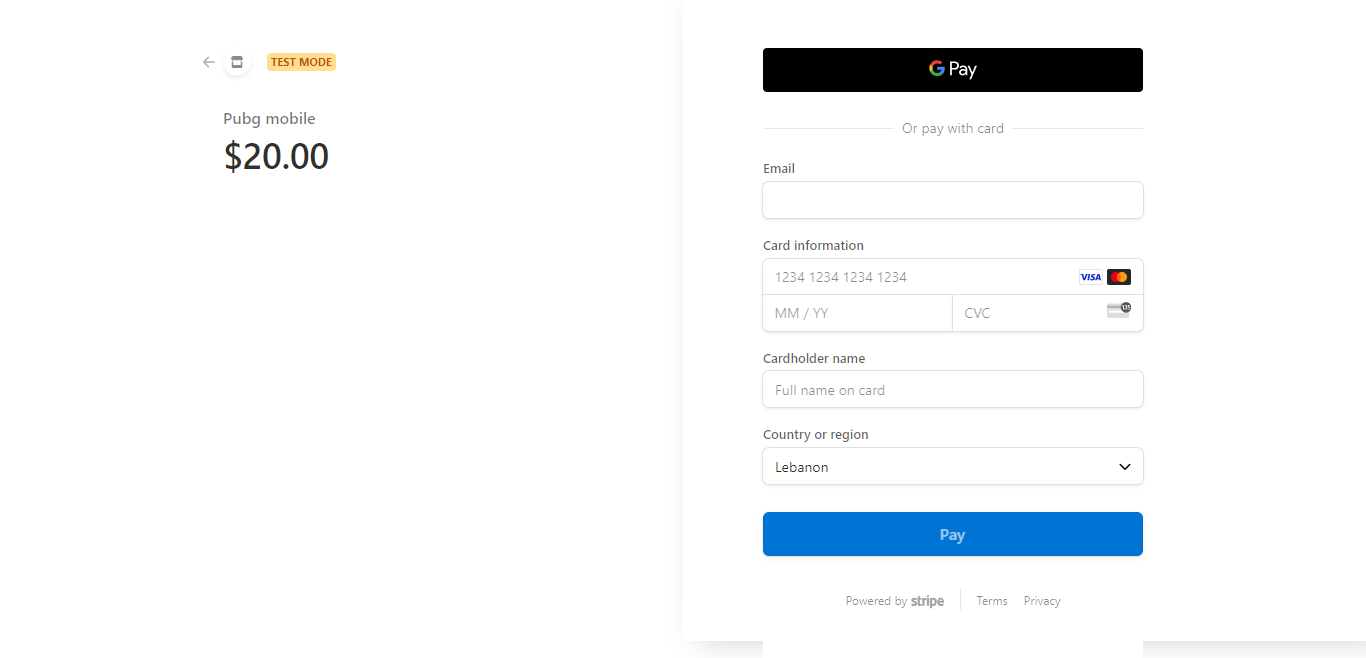 TEST MODE
Pubg mobile
$20.00
G Pay
Or pay with card
Email
Card information
1234 1234 1234 1234
VISA
MM / YY
CVC
135
Cardholder name
Full name on card
Country or region
Lebanon
Pay
Powered by stripe
Terms
Privacy